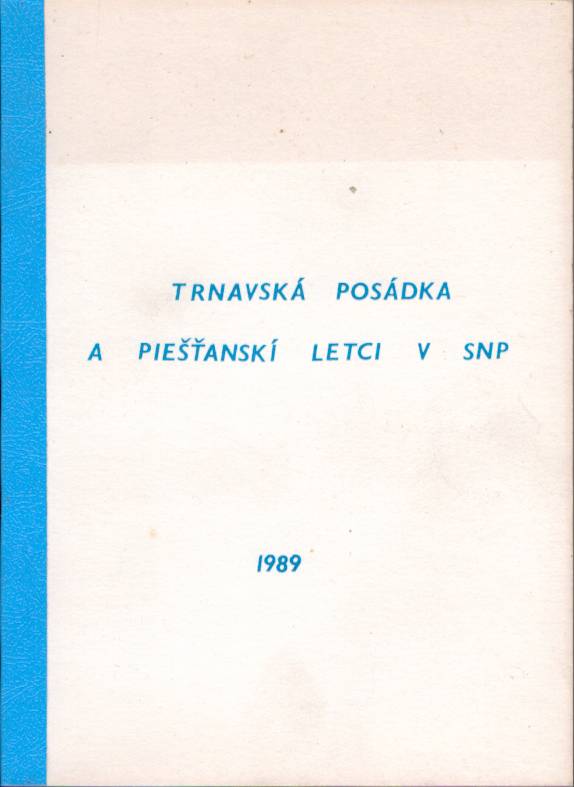 TRNAVSKÁ POSÁDKA
A PIEŠŤANSKÍ LETCI V SNP
1989